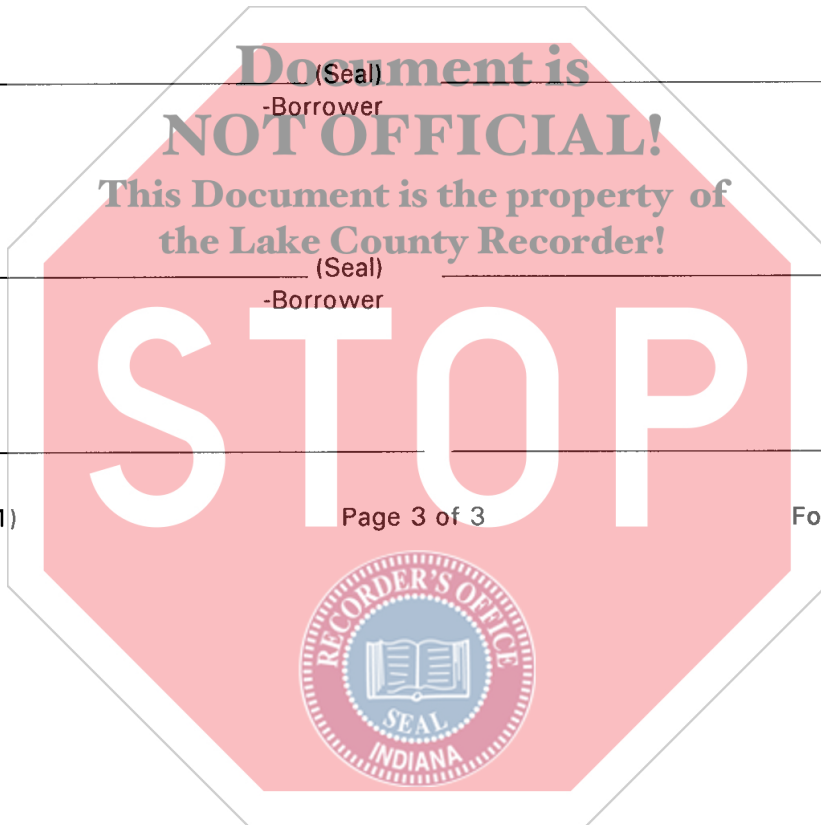 Document is
(Seal)
-Borrower
NOT OFFICIAL!
This Document is the property of
the Lake County Recorder!
(Seal)
-Borrower
STOP
1) Page 3 of 3 Fo
RECORDER'S OFFICE
SEAL
INDIANA